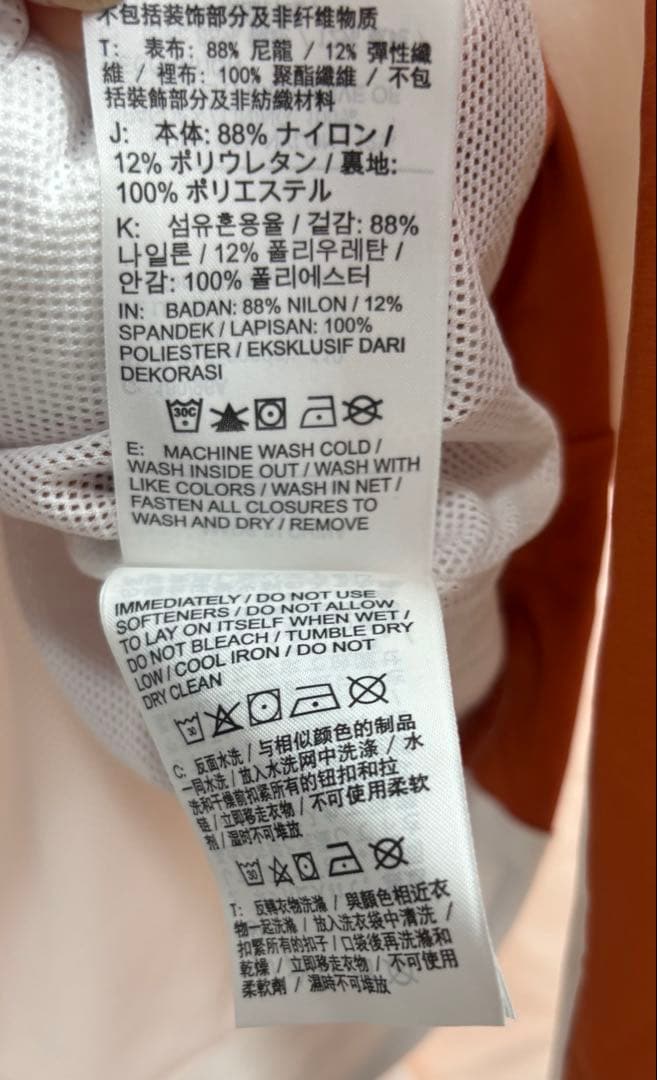 不包括装饰部分及非纤维物质
T: 表布: 88% 尼龍 / 12% 彈性纖
維 / 裡布: 100% 聚酯纖維 / 不包
括裝飾部分及非紡織材料
J: 本体: 88% ナイロン /
12% ポリウレタン / 裏地:
100% ポリエステル
K: 섬유혼용율 / 겉감: 88%
나일론 / 12% 폴리우레탄 /
안감: 100% 폴리에스터
IN: BADAN: 88% NILON / 12%
SPANDEK / LAPISAN: 100%
POLIESTER / EKSKLUSIF DARI
DEKORASI
30C
E: MACHINE WASH COLD /
WASH INSIDE OUT / WASH WITH
LIKE COLORS / WASH IN NET /
FASTEN ALL CLOSURES TO
WASH AND DRY / REMOVE
IMMEDIATELY / DO NOT USE
SOFTENERS / DO NOT ALLOW
TO LAY ON ITSELF WHEN WET /
DO NOT BLEACH / TUMBLE DRY
LOW / COOL IRON / DO NOT
DRY CLEAN
30
C: 反面水洗 / 与相似颜色的制品
一同水洗 / 放入水洗网中洗涤 / 水
洗和干燥前扣紧所有的钮扣和拉
链 / 立即移走衣物 / 不可使用柔软
剂 / 湿时不可堆放
30
T: 反轉衣物洗滌 / 與顏色相近衣
物一起洗滌 / 放入洗衣袋中清洗 /
扣緊所有的扣子 / 口袋後再洗滌和
乾燥 / 立即移走衣物 / 不可使用
柔軟劑 / 濕時不可堆放